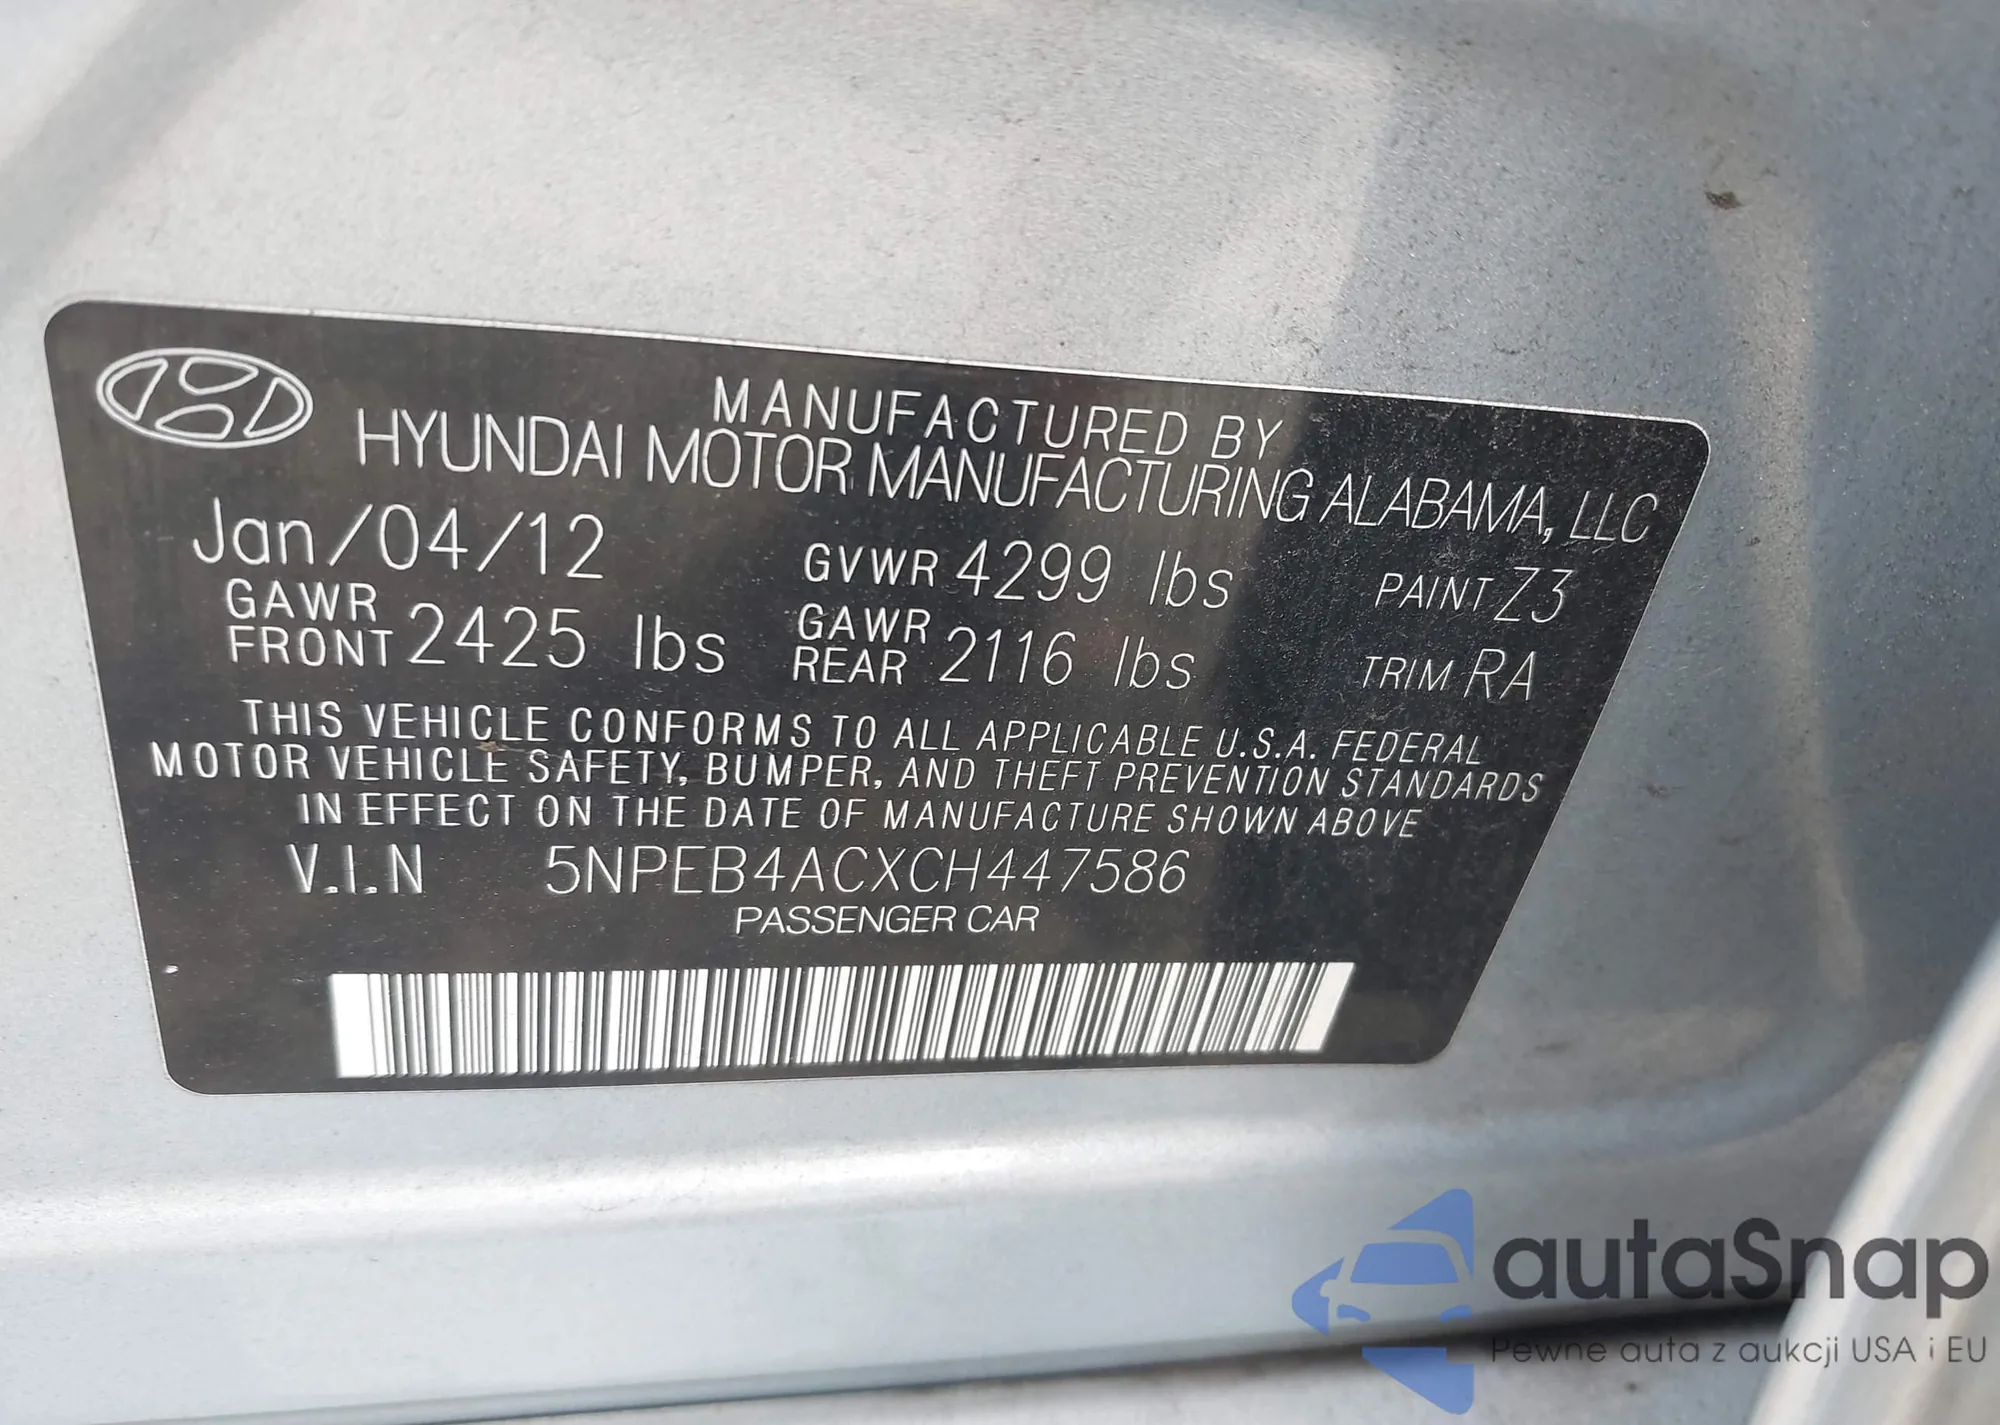 MANUFACTURED BY
HYUNDAI MOTOR MANUFACTURING ALABAMA, LLC
Jan/04/12 GVWR 4299 lbs PAINT Z3
GAWR FRONT 2425 lbs GAWR REAR 2116 lbs TRIM RA
THIS VEHICLE CONFORMS TO ALL APPLICABLE U.S.A. FEDERAL
MOTOR VEHICLE SAFETY, BUMPER, AND THEFT PREVENTION STANDARDS
IN EFFECT ON THE DATE OF MANUFACTURE SHOWN ABOVE
V.I.N 5NPEB4ACXCH447586
PASSENGER CAR
autaSnap
Pewne auta z aukcji USA i EU